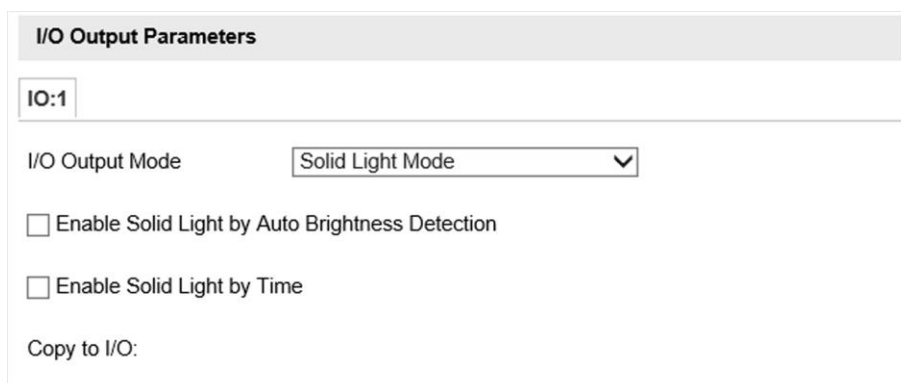 I/O Output Parameters
IO:1
I/O Output Mode Solid Light Mode
Enable Solid Light by Auto Brightness Detection
Enable Solid Light by Time
Copy to I/O: